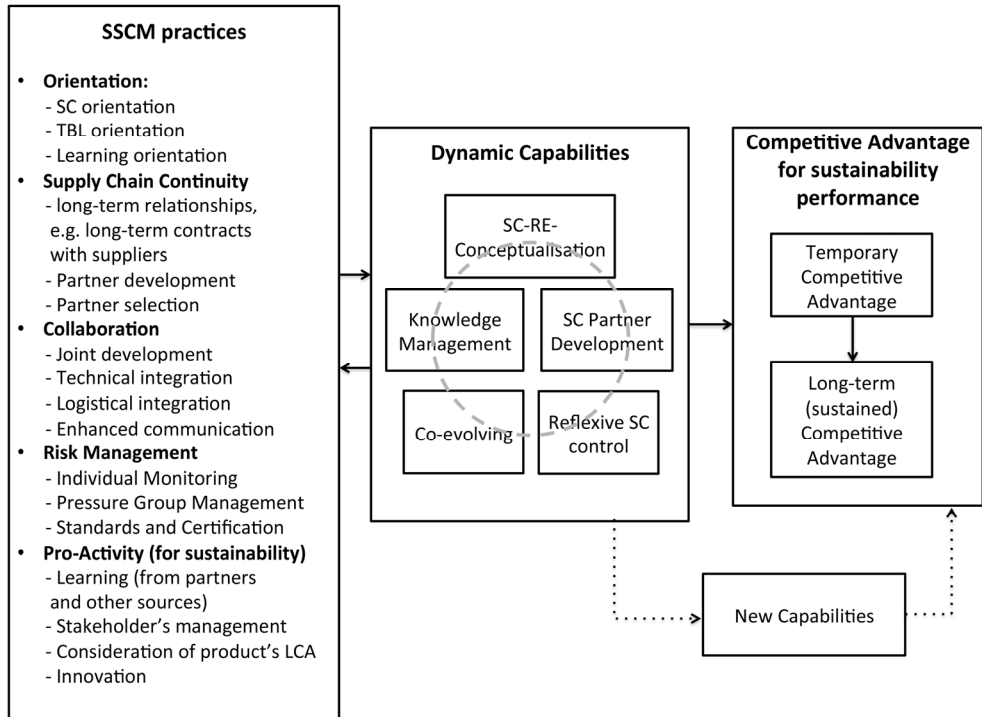 SSCM practices
• Orientation:
- SC orientation
- TBL orientation
- Learning orientation
• Supply Chain Continuity
- long-term relationships,
e.g. long-term contracts
with suppliers
- Partner development
- Partner selection
• Collaboration
- Joint development
- Technical integration
- Logistical integration
- Enhanced communication
• Risk Management
- Individual Monitoring
- Pressure Group Management
- Standards and Certification
• Pro-Activity (for sustainability)
- Learning (from partners
and other sources)
- Stakeholder's management
- Consideration of product's LCA
- Innovation
Dynamic Capabilities
SC-RE-
Conceptualisation
Knowledge
Management
SC Partner
Development
Co-evolving
Reflexive SC
control
Competitive Advantage
for sustainability
performance
Temporary
Competitive
Advantage
Long-term
(sustained)
Competitive
Advantage
New Capabilities